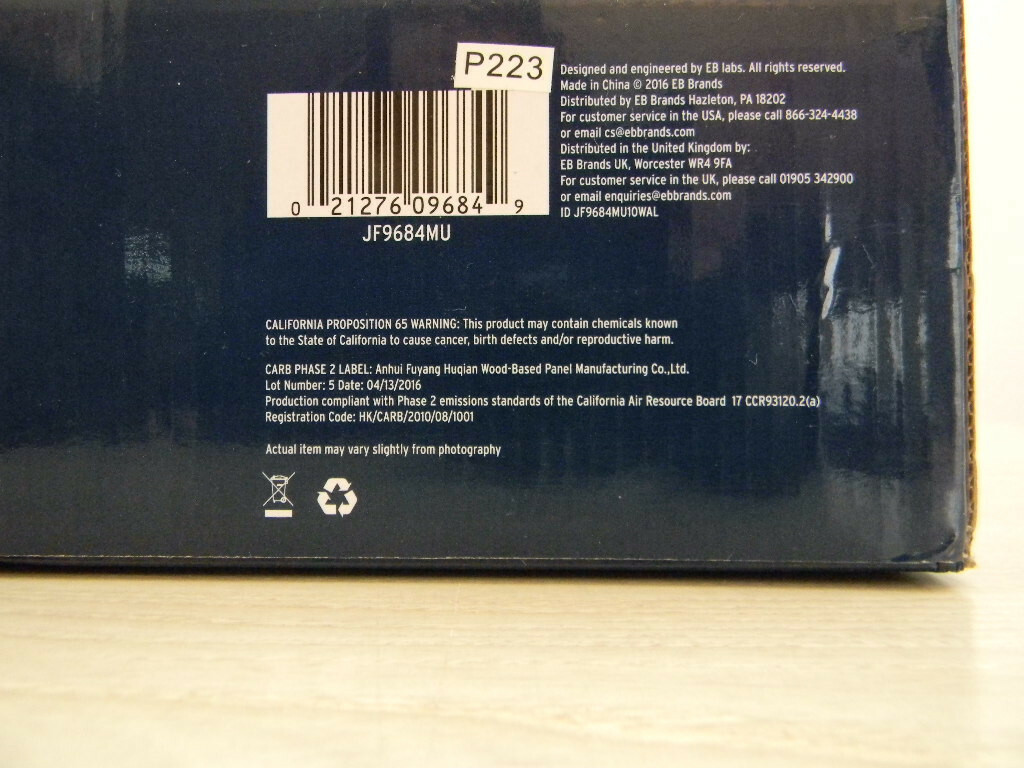 P223
Designed and engineered by EB labs. All rights reserved.
Made in China © 2016 EB Brands
Distributed by EB Brands Hazleton, PA 18202
For customer service in the USA, please call 866-324-4438
or email cs@ebbrands.com
Distributed in the United Kingdom by:
EB Brands UK, Worcester WR4 9FA
For customer service in the UK, please call 01905 342900
or email enquiries@ebbrands.com
ID JF9684MU10WAL
0 21276 09684 9
JF9684MU
CALIFORNIA PROPOSITION 65 WARNING: This product may contain chemicals known
to the State of California to cause cancer, birth defects and/or reproductive harm.
CARB PHASE 2 LABEL: Anhui Fuyang Huqian Wood-Based Panel Manufacturing Co.,Ltd.
Lot Number: 5 Date: 04/13/2016
Production compliant with Phase 2 emissions standards of the California Air Resource Board 17 CCR93120.2(a)
Registration Code: HK/CARB/2010/08/1001
Actual item may vary slightly from photography